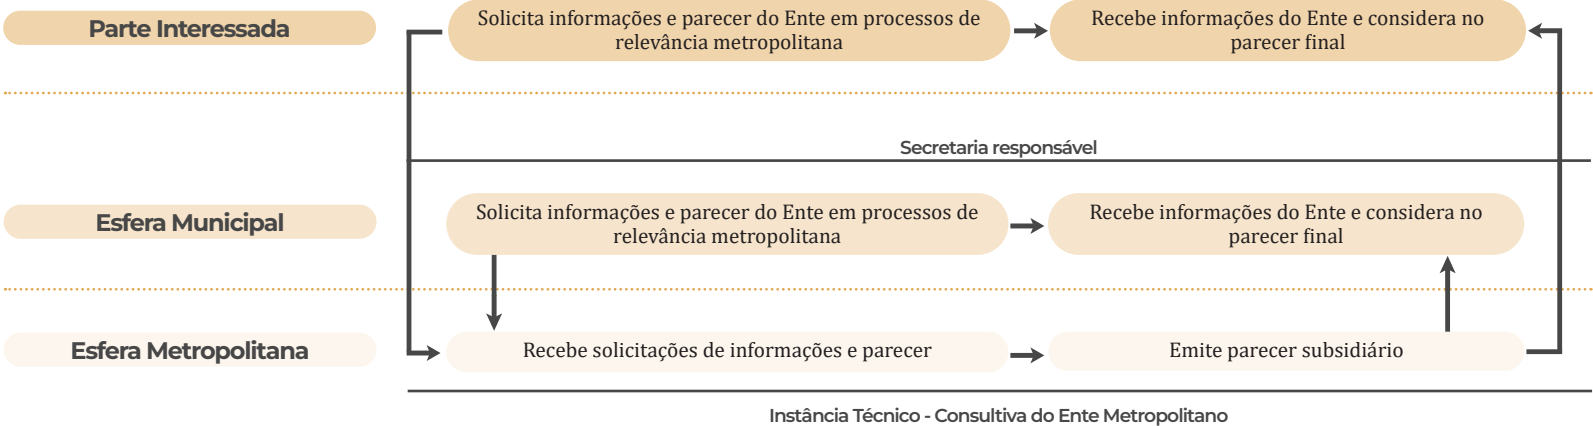 Parte Interessada
Solicita informações e parecer do Ente em processos de
relevância metropolitana
Recebe informações do Ente e considera no
parecer final
Secretaria responsável
Esfera Municipal
Solicita informações e parecer do Ente em processos de
relevância metropolitana
Recebe informações do Ente e considera no
parecer final
Esfera Metropolitana
Recebe solicitações de informações e parecer
Emite parecer subsidiário
Instância Técnico - Consultiva do Ente Metropolitano